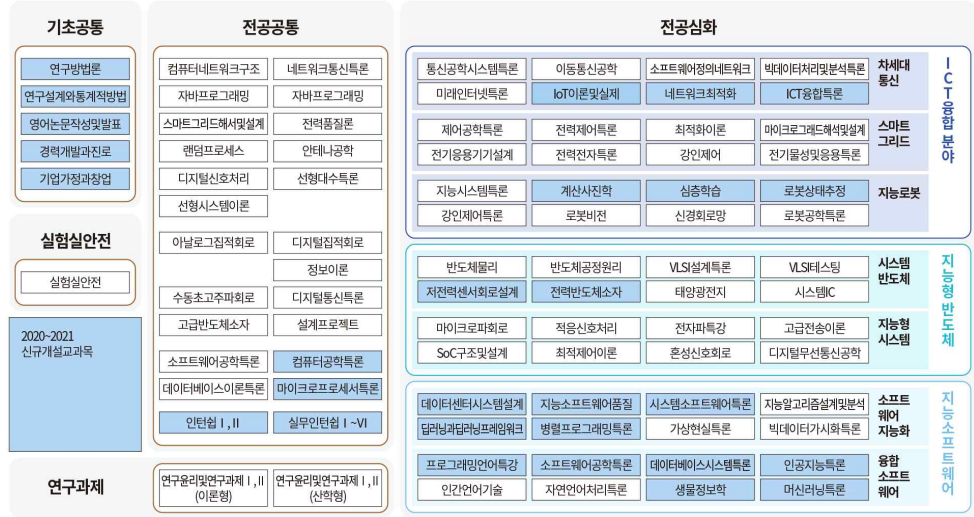 기초공통
연구방법론
연구설계와통계적방법
영어논문작성및발표
경력개발과진로
기업가정과창업
실험실안전
실험실안전
2020~2021
신규개설교과목
연구과제
전공공통
컴퓨터네트워크구조 네트워크통신특론
자바프로그래밍 자바프로그래밍
스마트그리드해서및설계 전력품질론
랜덤프로세스 안테나공학
디지털신호처리 선형대수특론
선형시스템이론
아날로그집적회로 디지털집적회로
정보이론
수동초고주파회로 디지털통신특론
고급반도체소자 설계프로젝트
소프트웨어공학특론 컴퓨터공학특론
데이터베이스이론특론 마이크로프로세서특론
인턴쉽 I, II 실무인턴쉽 I~VI
연구윤리및연구과제 I, II 연구윤리및연구과제 I, II
(이론형) (산학형)
전공심화
통신공학시스템특론 이동통신공학 소프트웨어정의네트워크 빅데이터처리및분석특론
미래인터넷특론 IoT이론및실제 네트워크최적화 ICT융합특론
차세대
통신
제어공학특론 전력제어특론 최적화이론 마이크로그래드해석및설계
전기응용기기설계 전력전자특론 강인제어 전기물성및응용특론
스마트
그리드
지능시스템특론 계산사진학 심층학습 로봇상태추정
강인제어특론 로봇비전 신경회로망 로봇공학특론
지능로봇
ICT융합 분야
반도체물리 반도체공정원리 VLSI설계특론 VLSI테스팅
저전력센서회로설계 전력반도체소자 태양광전지 시스템IC
시스템
반도체
마이크로파회로 적응신호처리 전자파특강 고급전송이론
SoC구조및설계 최적제어이론 혼성신호회로 디지털무선통신공학
지능형
시스템
지능형 반도체
데이터센터시스템설계 지능소프트웨어품질 시스템소프트웨어특론 지능알고리즘설계및분석
딥러닝과딥러닝프레임워크 병렬프로그래밍특론 가상현실특론 빅데이터가시화특론
소프트
웨어
지능화
프로그래밍언어특강 소프트웨어공학특론 데이터베이스시스템특론 인공지능특론
인간언어기술 자연언어처리특론 생물정보학 머신러닝특론
융합
소프트
웨어
지능소프트웨어